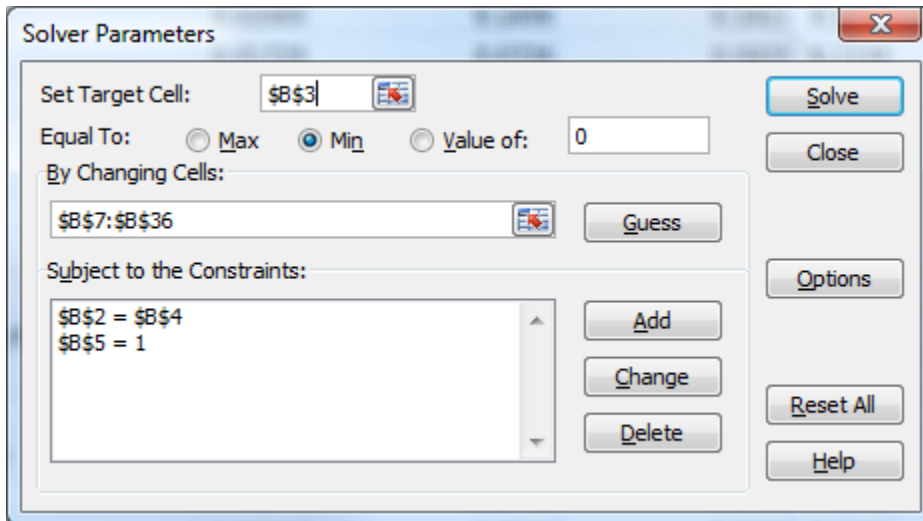 Solver Parameters
Set Target Cell: $B$3
Solve
Equal To: Max Min Value of: 0
Close
By Changing Cells:
$B$7:$B$36
Guess
Subject to the Constraints:
Options
$B$2 = $B$4
$B$5 = 1
Add
Change
Reset All
Delete
Help